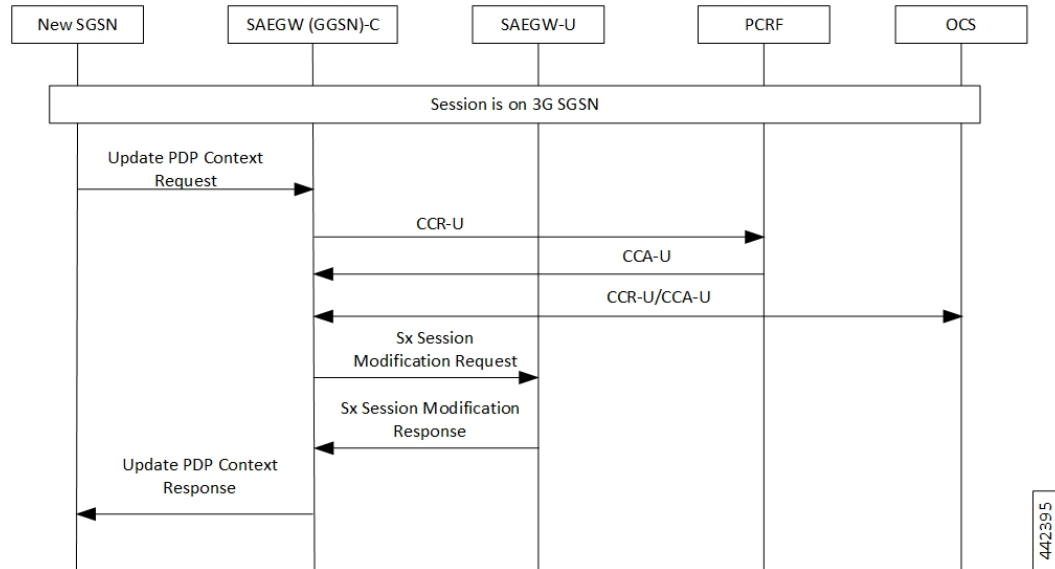 New SGSN
SAEGW (GGSN)-C
SAEGW-U
PCRF
OCS
Session is on 3G SGSN
Update PDP Context
Request
CCR-U
CCA-U
CCR-U/CCA-U
Sx Session
Modification Request
Sx Session Modification
Response
Update PDP Context
Response
442395